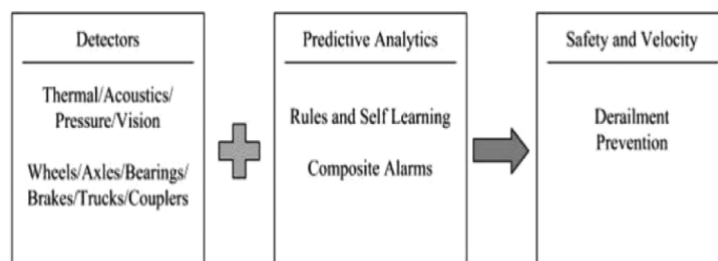 Detectors
Thermal/Acoustics/
Pressure/Vision
Wheels/Axles/Bearings/
Brakes/Trucks/Couplers
Predictive Analytics
Rules and Self Learning
Composite Alarms
Safety and Velocity
Derailment
Prevention